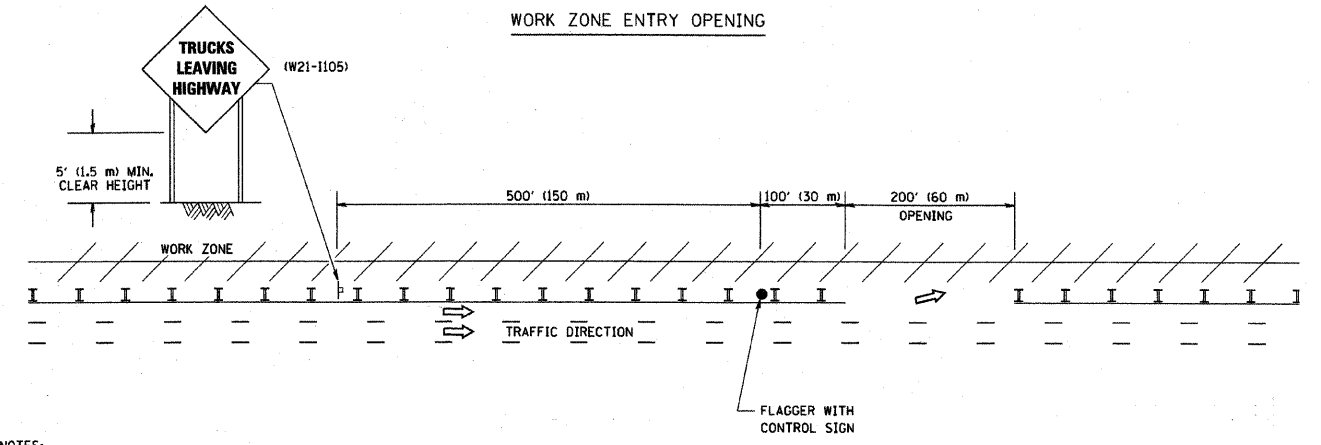 WORK ZONE ENTRY OPENING
TRUCKS
LEAVING
HIGHWAY
(W21-I105)
5' (1.5 m) MIN.
CLEAR HEIGHT
500' (150 m)
100' (30 m)
200' (60 m)
OPENING
WORK ZONE
TRAFFIC DIRECTION
FLAGGER WITH
CONTROL SIGN
NOTES: